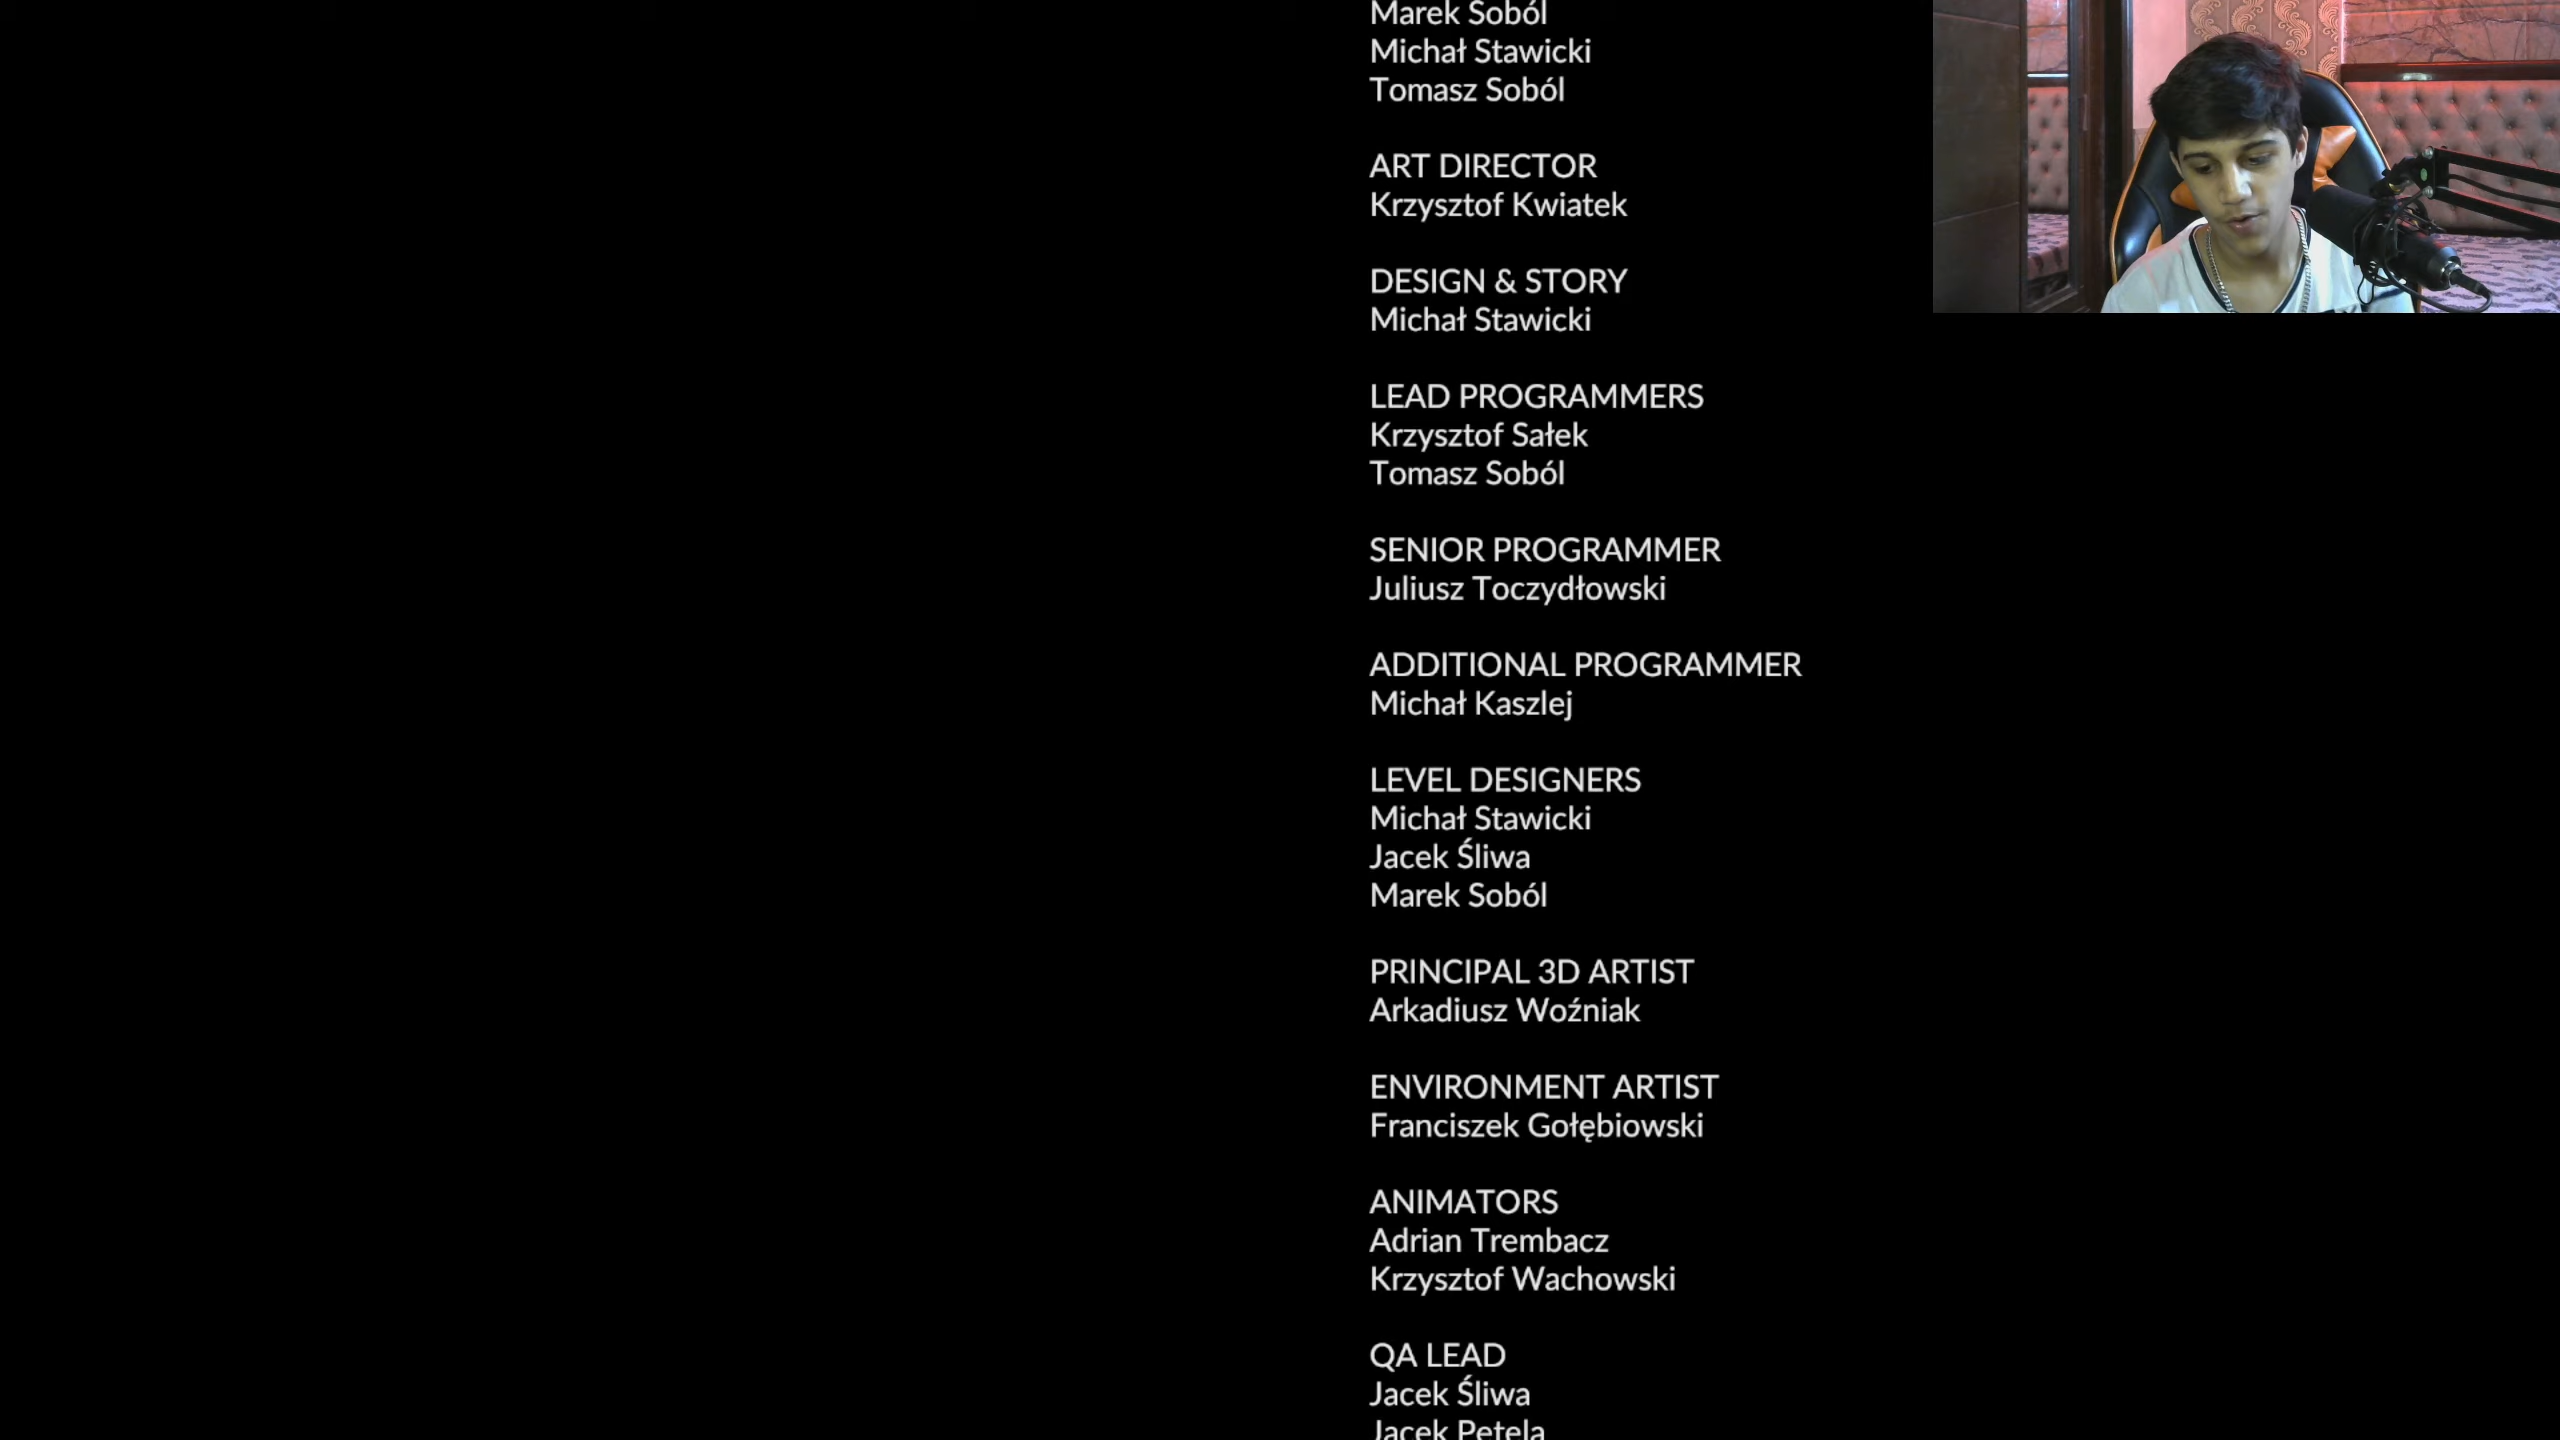 Marek Soból
Michał Stawicki
Tomasz Soból
ART DIRECTOR
Krzysztof Kwiatek
DESIGN & STORY
Michał Stawicki
LEAD PROGRAMMERS
Krzysztof Sałek
Tomasz Soból
SENIOR PROGRAMMER
Juliusz Toczydłowski
ADDITIONAL PROGRAMMER
Michał Kaszlej
LEVEL DESIGNERS
Michał Stawicki
Jacek Śliwa
Marek Soból
PRINCIPAL 3D ARTIST
Arkadiusz Woźniak
ENVIRONMENT ARTIST
Franciszek Gołębiowski
ANIMATORS
Adrian Trembacz
Krzysztof Wachowski
QA LEAD
Jacek Śliwa
Jacek Petela